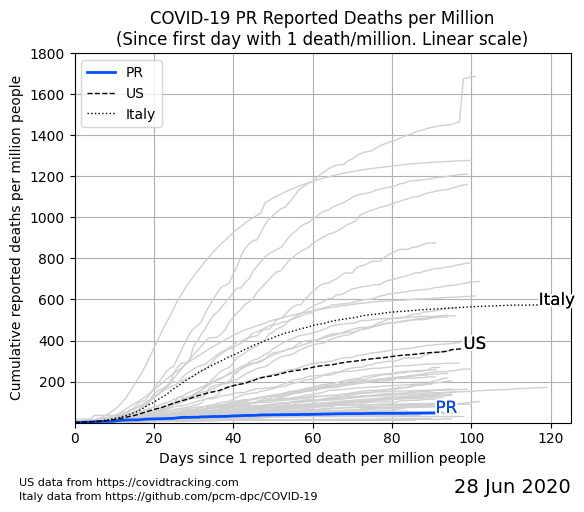 COVID-19 PR Reported Deaths per Million
(Since first day with 1 death/million. Linear scale)
Cumulative reported deaths per million people
1800
1600
1400
1200
1000
800
600
400
200
PR
US
Italy
Italy
US
PR
0
20
40
60
80
100
120
Days since 1 reported death per million people
US data from https://covidtracking.com
Italy data from https://github.com/pcm-dpc/COVID-19
28 Jun 2020